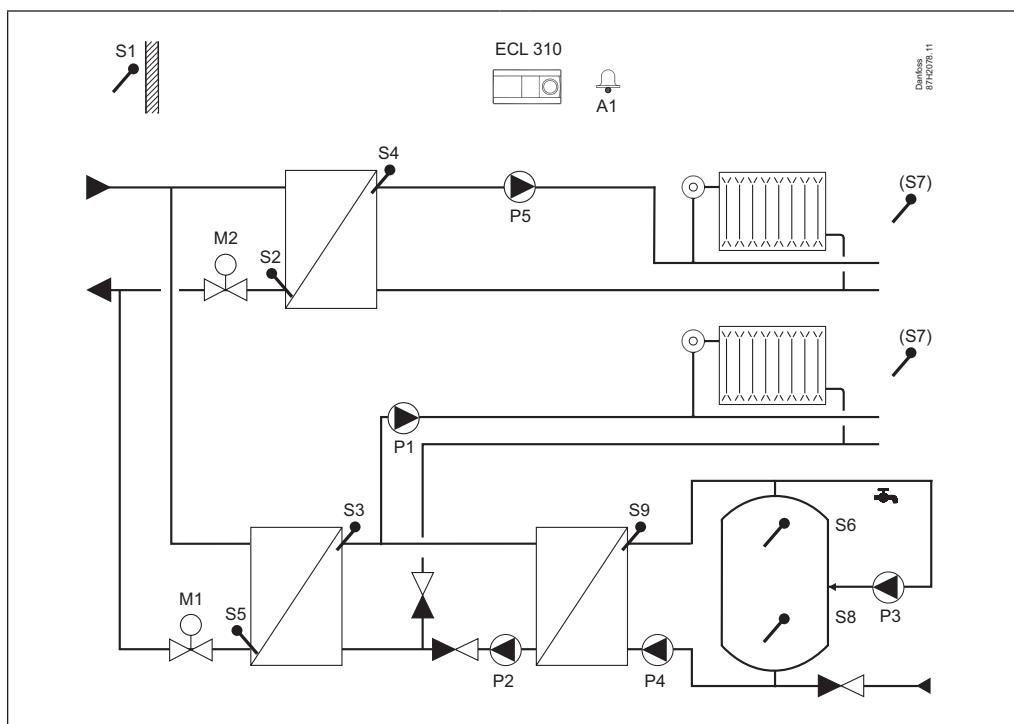 S1
ECL 310
A1
Danfoss
87H2078.11
S4
P5
(S7)
M2
S2
(S7)
P1
S3
S9
S6
M1
S5
S8
P3
P2
P4